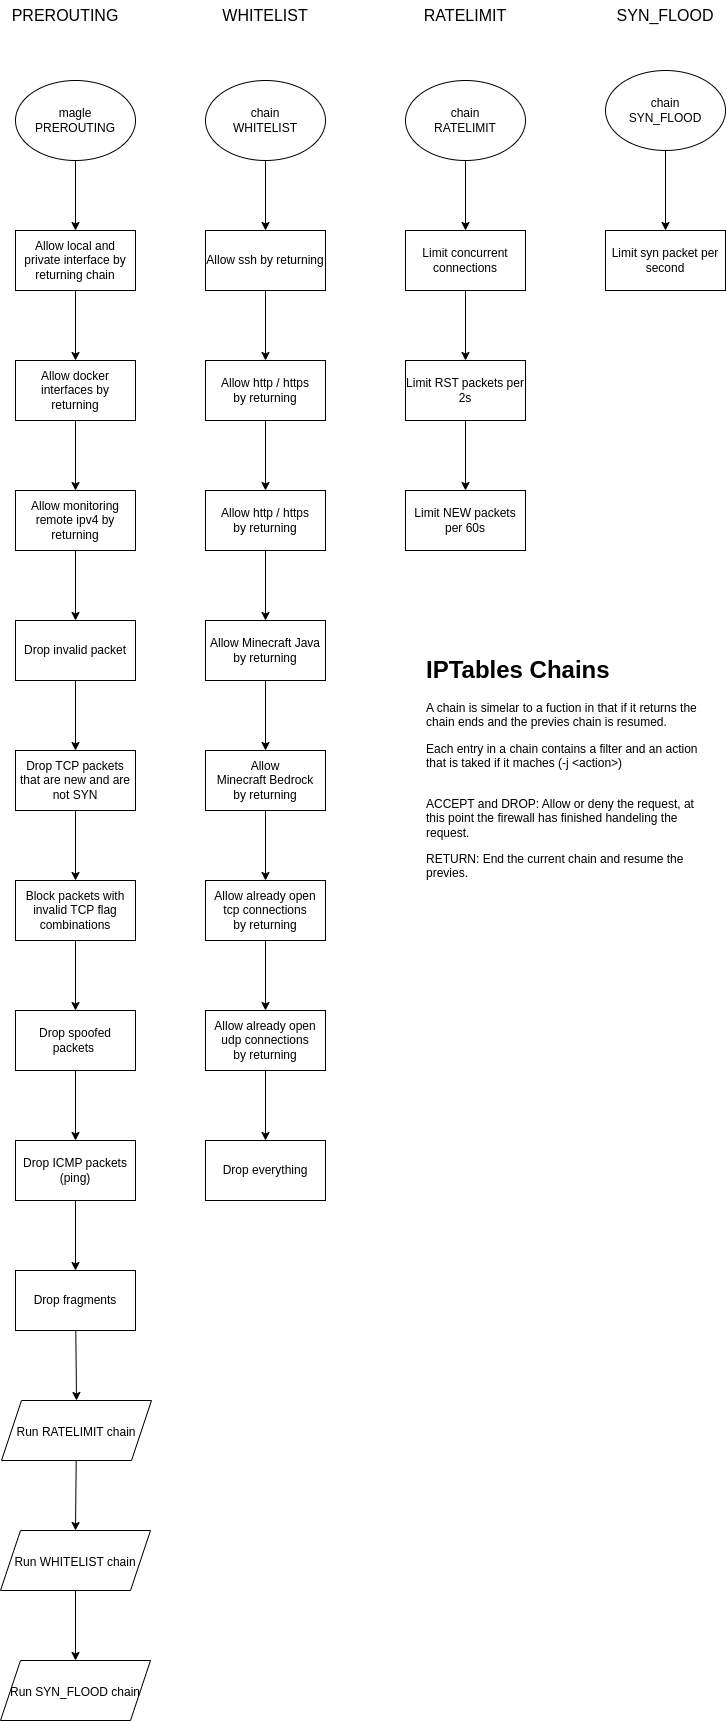 PREROUTING
WHITELIST
RATELIMIT
SYN_FLOOD
magle
PREROUTING
Allow local and
private interface by
returning chain
Allow docker
interfaces by
returning
Allow monitoring
remote ipv4 by
returning
Drop invalid packet
Drop TCP packets
that are new and are
not SYN
Block packets with
invalid TCP flag
combinations
Drop spoofed
packets
Drop ICMP packets
(ping)
Drop fragments
Run RATELIMIT chain
Run WHITELIST chain
Run SYN_FLOOD chain
chain
WHITELIST
Allow ssh by returning
Allow http / https
by returning
Allow http / https
by returning
Allow Minecraft Java
by returning
Allow
Minecraft Bedrock
by returning
Allow already open
tcp connections
by returning
Allow already open
udp connections
by returning
Drop everything
chain
RATELIMIT
Limit concurrent
connections
Limit RST packets per
2s
Limit NEW packets
per 60s
chain
SYN_FLOOD
Limit syn packet per
second
IPTables Chains
A chain is simelar to a fuction in that if it returns the
chain ends and the previes chain is resumed.
Each entry in a chain contains a filter and an action
that is taked if it maches (-j <action>)
ACCEPT and DROP: Allow or deny the request, at
this point the firewall has finished handeling the
request.
RETURN: End the current chain and resume the
previes.